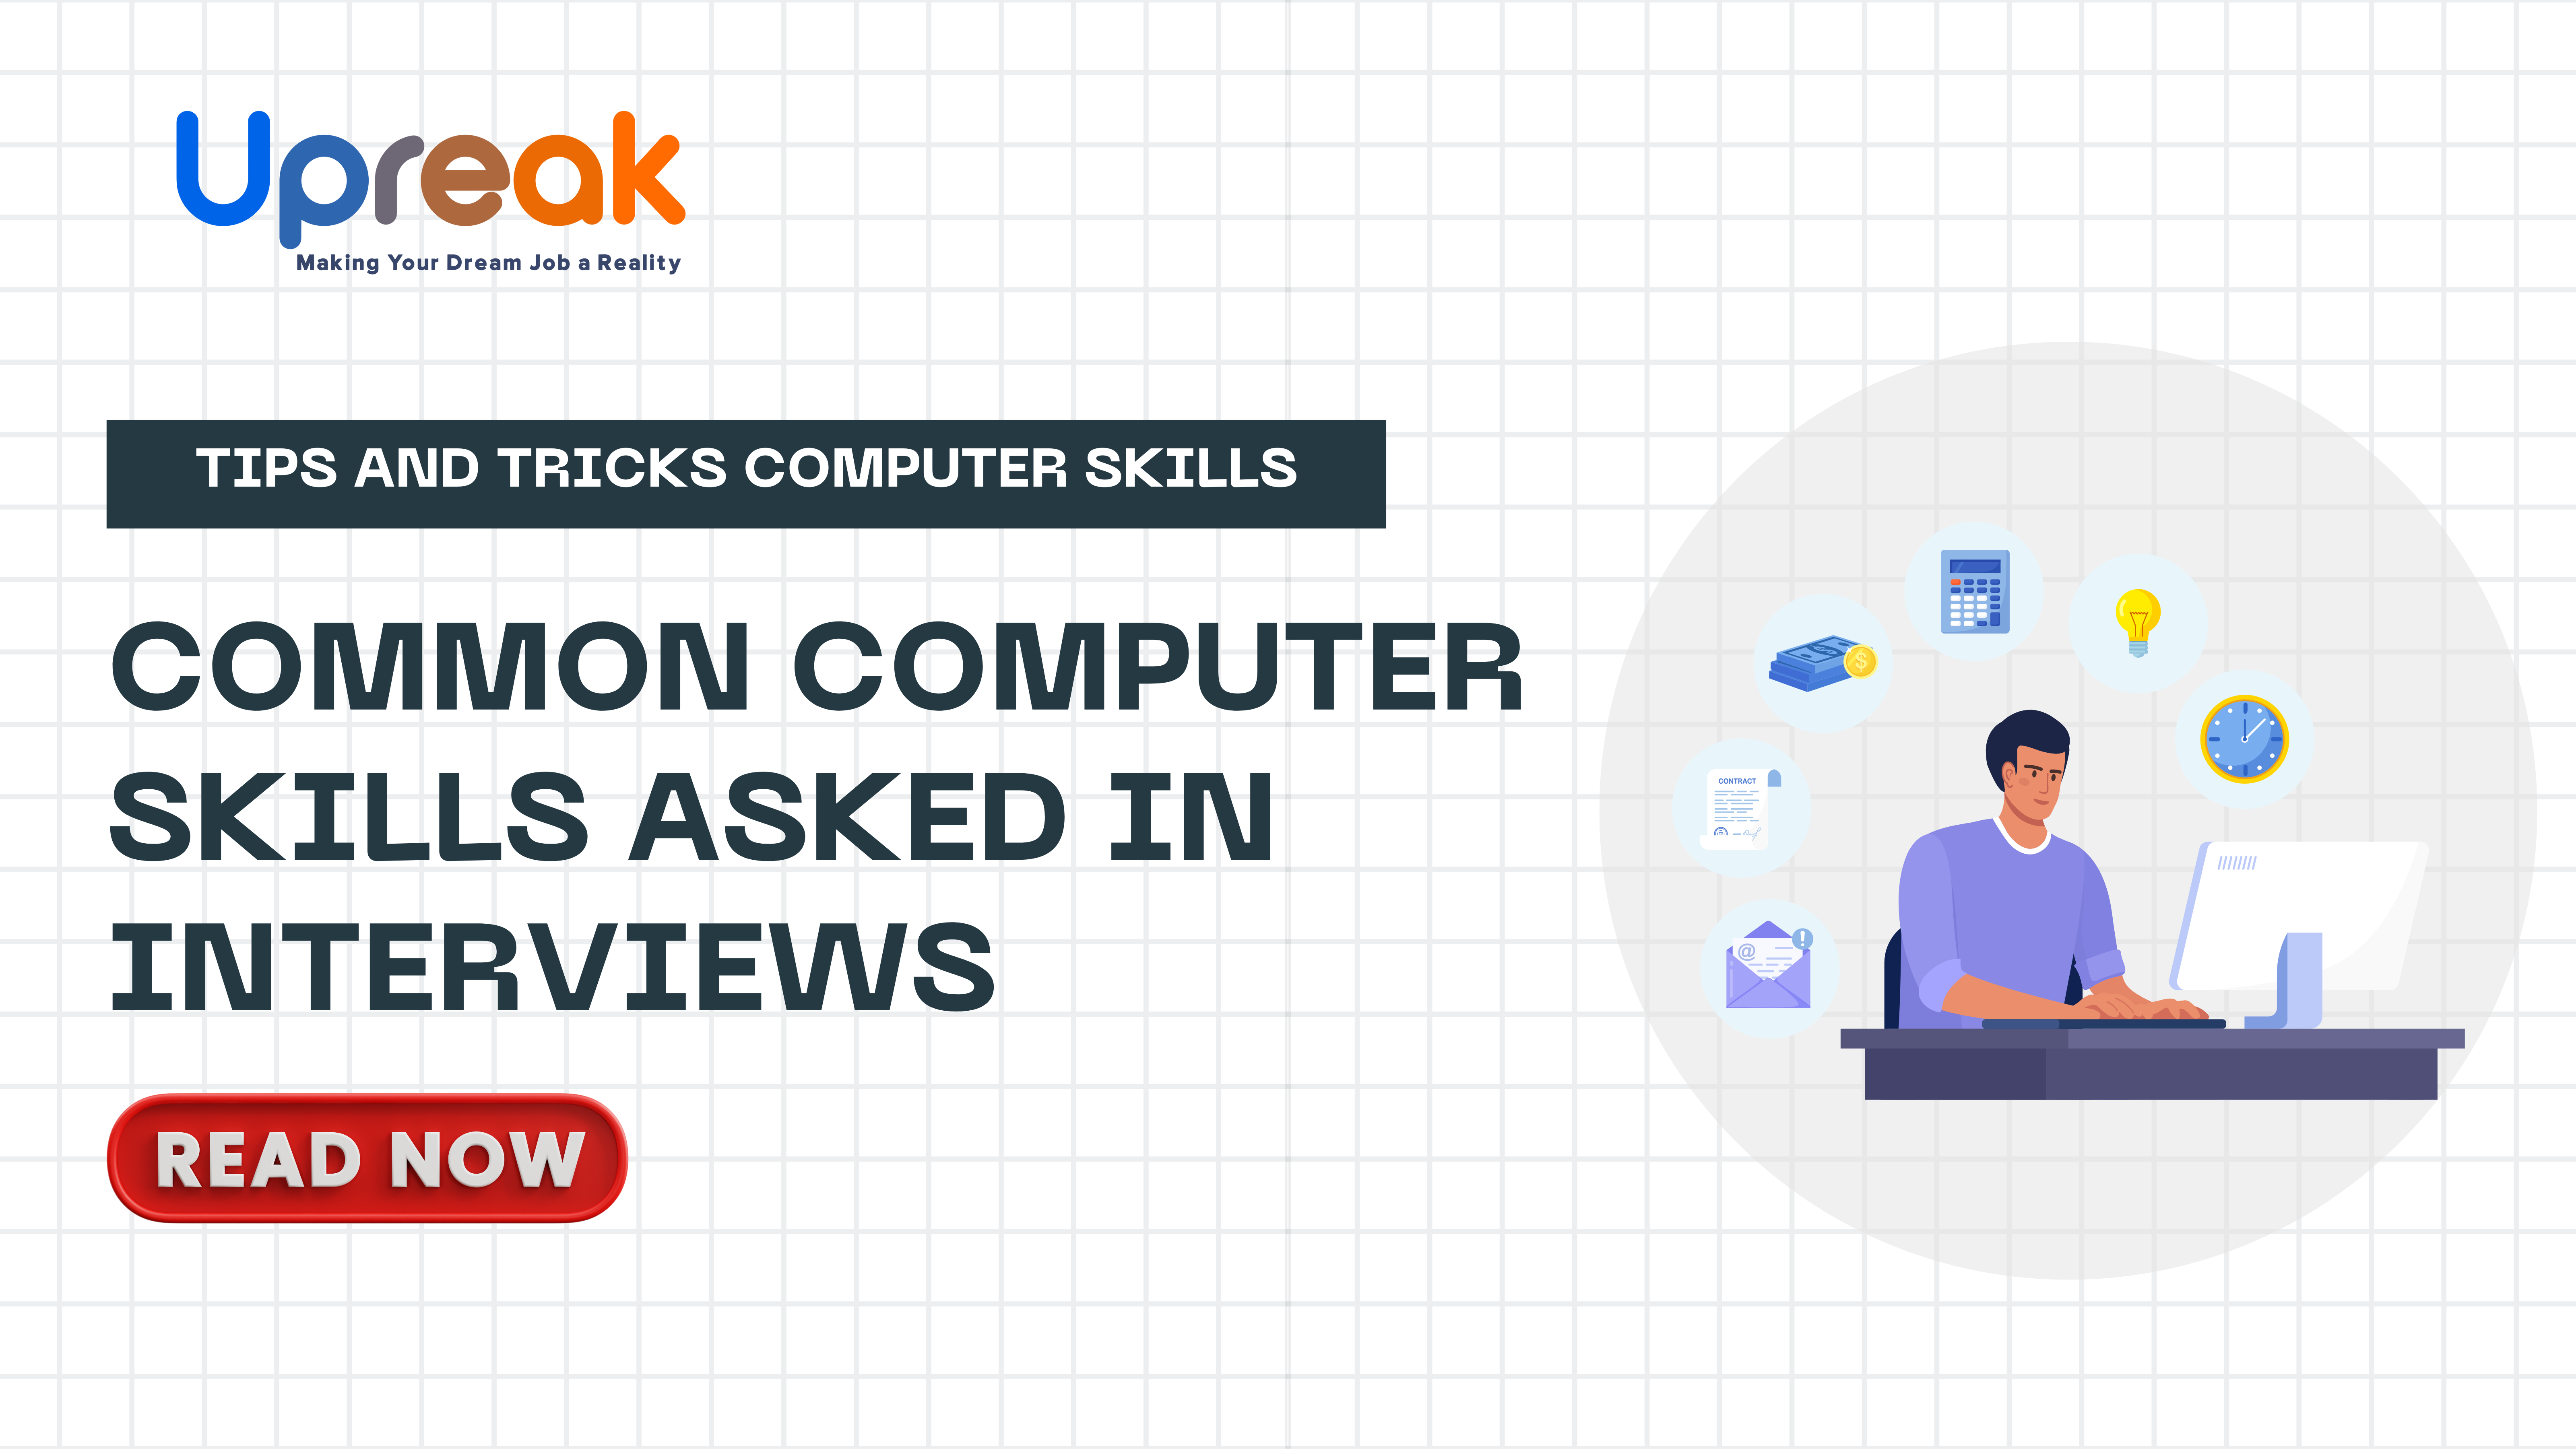 Upreak
Making Your Dream Job a Reality
TIPS AND TRICKS COMPUTER SKILLS
COMMON COMPUTER
SKILLS ASKED IN
INTERVIEWS
READ NOW
CONTRACT
$
@
!